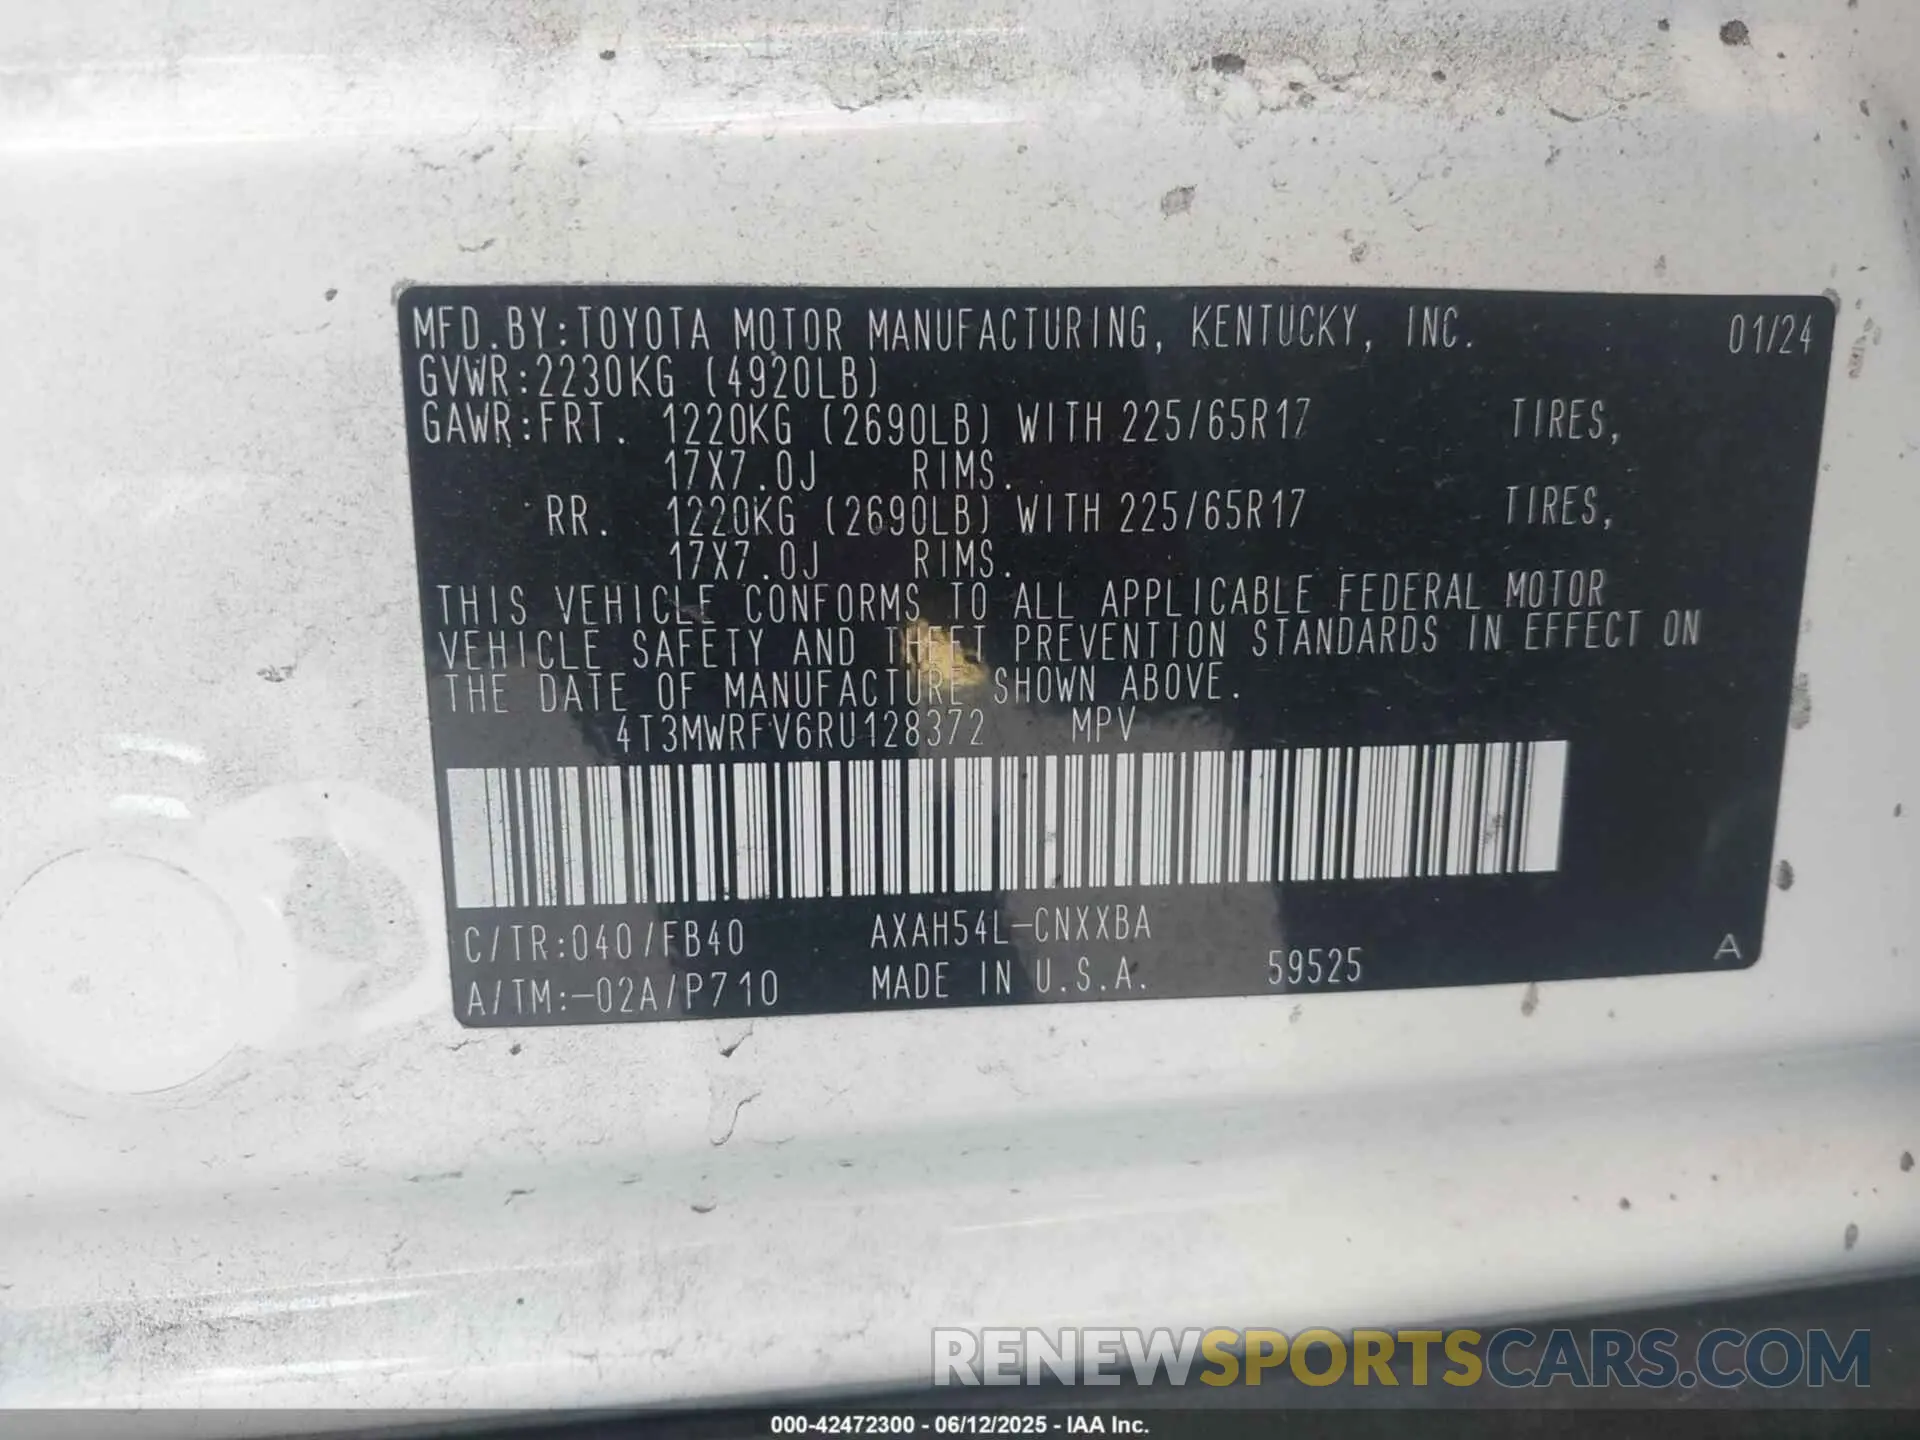 MFD.BY:TOYOTA MOTOR MANUFACTURING, KENTUCKY, INC. 01/24
GVWR:2230KG (4920LB)
GAWR:FRT. 1220KG (2690LB) WITH 225/65R17 TIRES,
17X7.0J RIMS.
RR. 1220KG (2690LB) WITH 225/65R17 TIRES,
17X7.0J RIMS.
THIS VEHICLE CONFORMS TO ALL APPLICABLE FEDERAL MOTOR
VEHICLE SAFETY AND THEFT PREVENTION STANDARDS IN EFFECT ON
THE DATE OF MANUFACTURE SHOWN ABOVE.
4T3MWRFV6RU128372 MPV
C/TR:040/FB40 AXAH54L-CNXXBA
A/TM:-02A/P710 MADE IN U.S.A. 59525 A
RENEWSPORTSCARS.COM
000-42472300 - 06/12/2025 - IAA Inc.